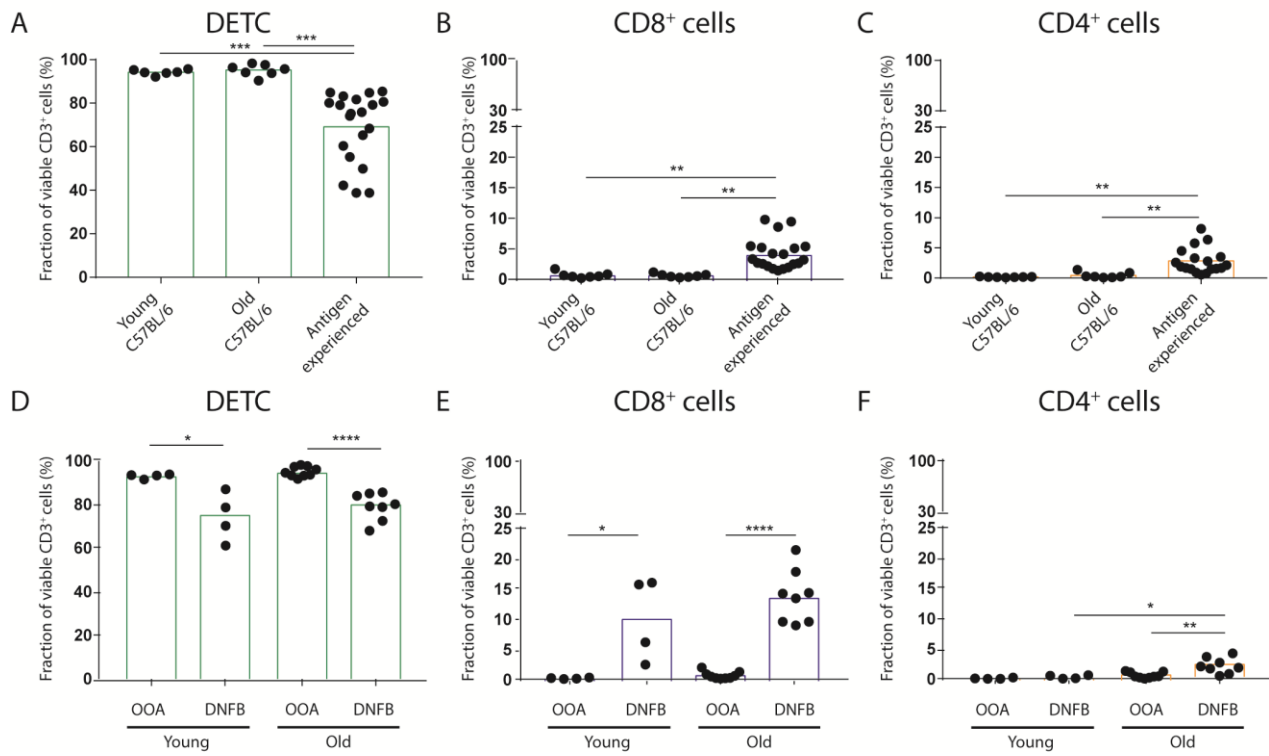 A DETC
B CD8+ cells
C CD4+ cells
Fraction of viable CD3+ cells (%)
100
80
60
40
20
0
*** ***
Young
C57BL/6
Old
C57BL/6
Antigen
experienced
Fraction of viable CD3+ cells (%)
100
30
25
20
15
10
5
0
**
**
Young
C57BL/6
Old
C57BL/6
Antigen
experienced
Fraction of viable CD3+ cells (%)
100
30
25
20
15
10
5
0
**
**
Young
C57BL/6
Old
C57BL/6
Antigen
experienced
D DETC
E CD8+ cells
F CD4+ cells
Fraction of viable CD3+ cells (%)
100
80
60
40
20
0
* ****
OOA DNFB OOA DNFB
Young Old
Fraction of viable CD3+ cells (%)
100
30
25
20
15
10
5
0
* ****
OOA DNFB OOA DNFB
Young Old
Fraction of viable CD3+ cells (%)
100
30
25
20
15
10
5
0
*
**
OOA DNFB OOA DNFB
Young Old